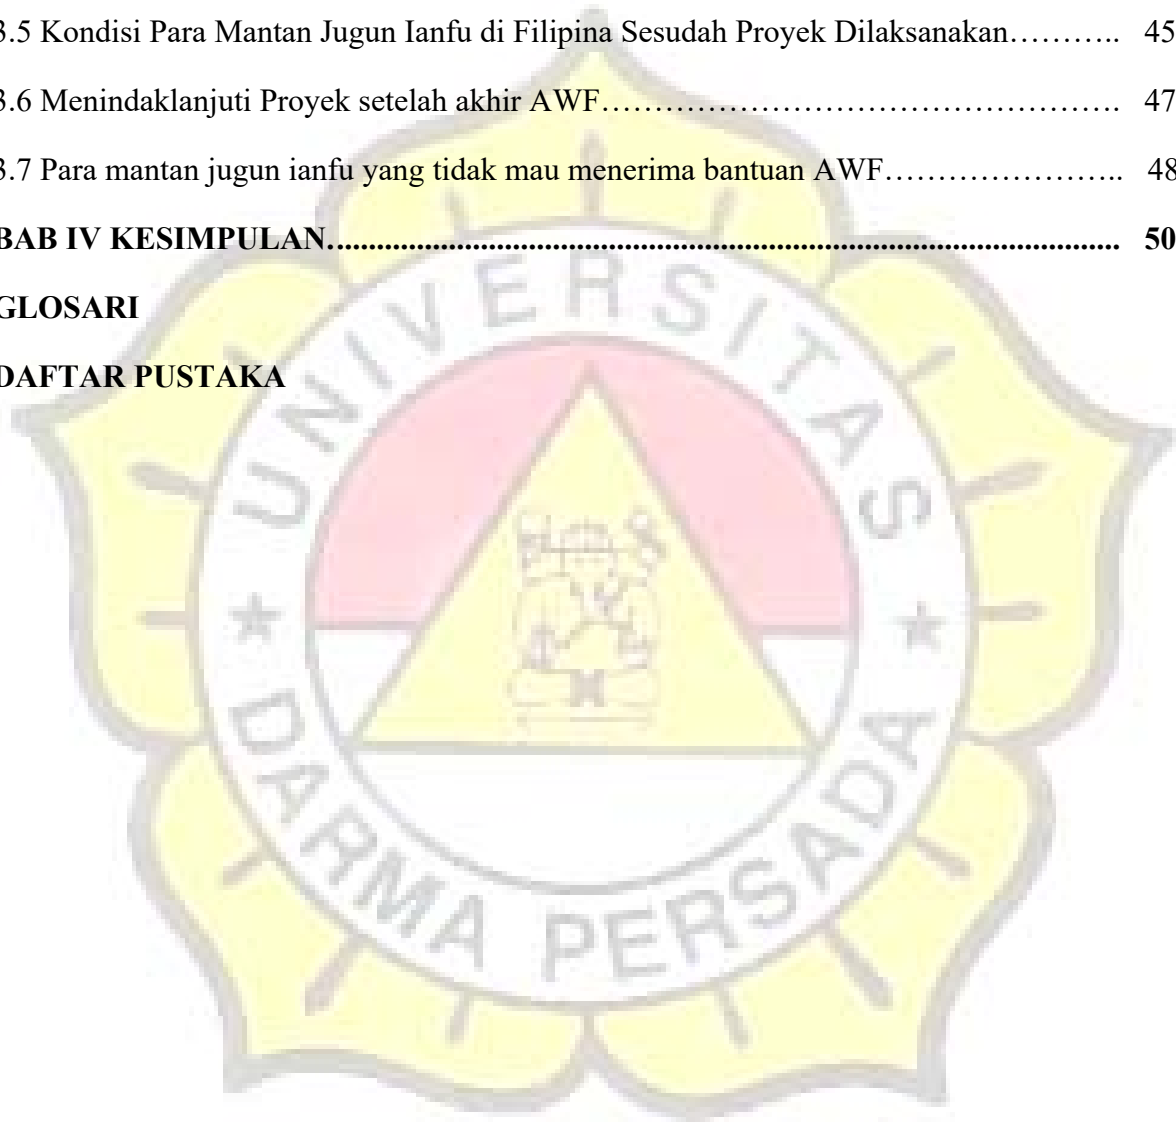 3.5 Kondisi Para Mantan Jugun Ianfu di Filipina Sesudah Proyek Dilaksanakan……….. 45
3.6 Menindaklanjuti Proyek setelah akhir AWF………………………………………. 47
3.7 Para mantan jugun ianfu yang tidak mau menerima bantuan AWF………………….. 48
BAB IV KESIMPULAN........................................................................................... 50
GLOSARI
DAFTAR PUSTAKA
UNIVERSITAS
DARMA PERSADA